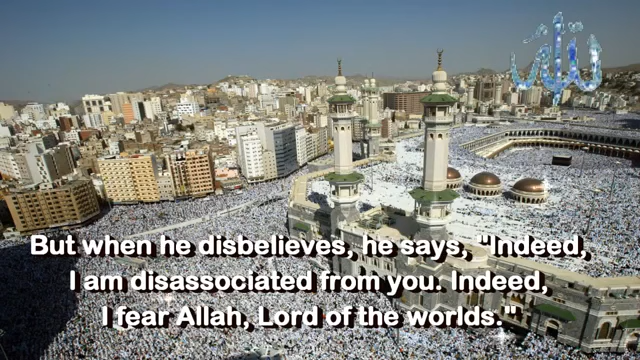 الله
But when he disbelieves, he says, "Indeed,
I am disassociated from you. Indeed,
I fear Allah, Lord of the worlds."